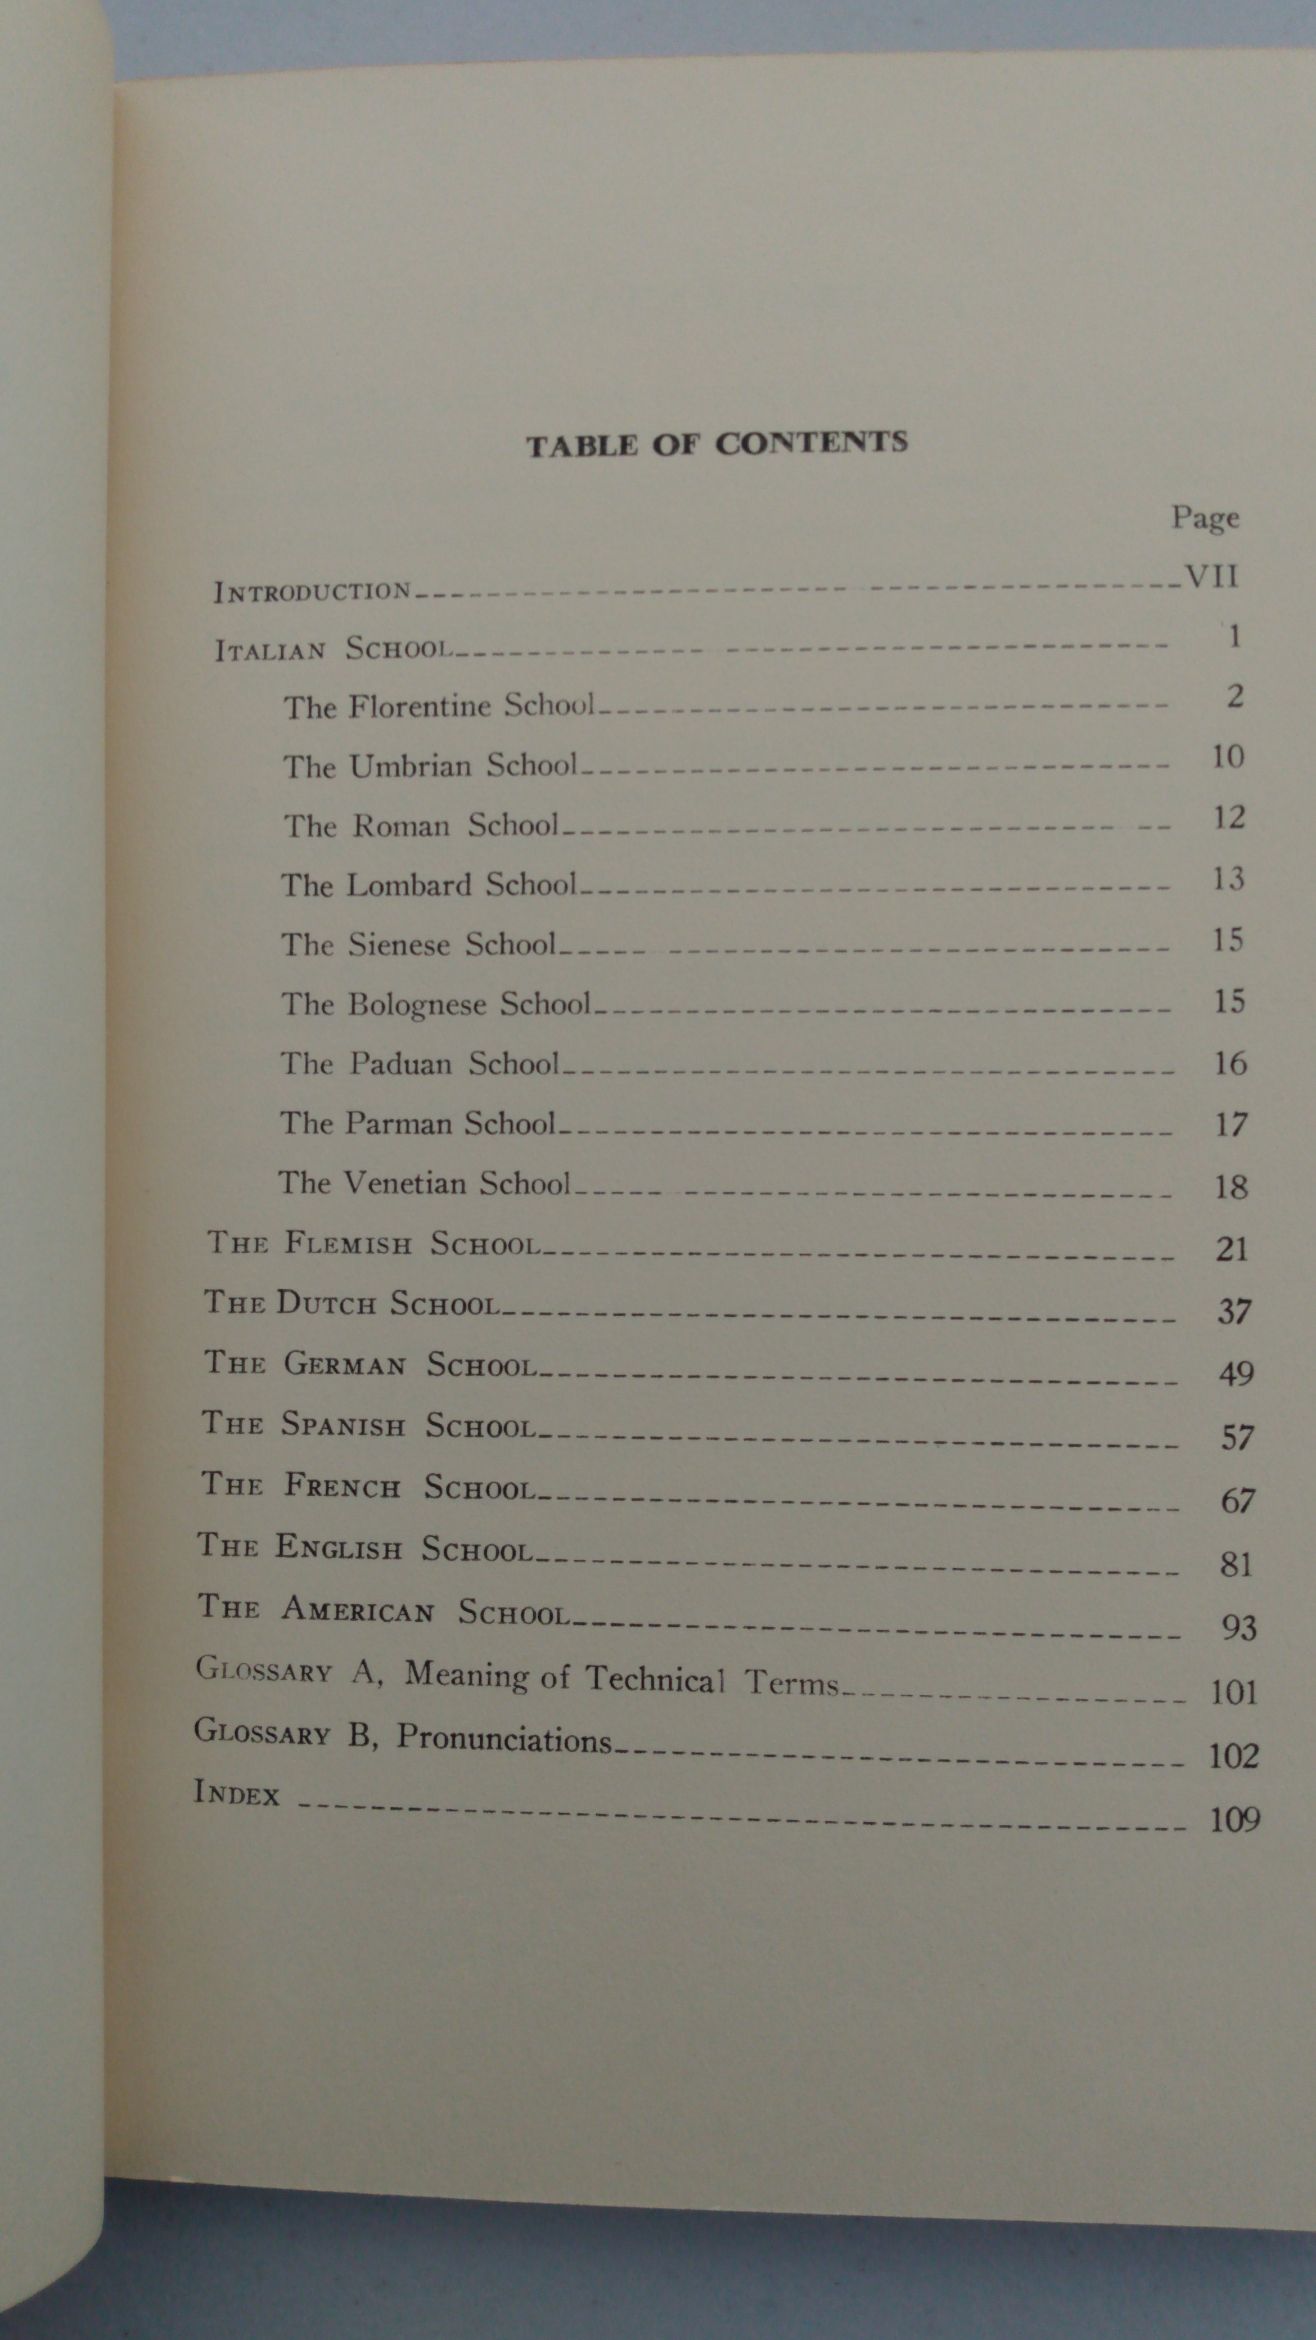 TABLE OF CONTENTS
Page
INTRODUCTION VII
ITALIAN SCHOOL 1
The Florentine School 2
The Umbrian School 10
The Roman School 12
The Lombard School 13
The Sienese School 15
The Bolognese School 15
The Paduan School 16
The Parman School 17
The Venetian School 18
THE FLEMISH SCHOOL 21
THE DUTCH SCHOOL 37
THE GERMAN SCHOOL 49
THE SPANISH SCHOOL 57
THE FRENCH SCHOOL 67
THE ENGLISH SCHOOL 81
THE AMERICAN SCHOOL 93
GLOSSARY A, Meaning of Technical Terms 101
GLOSSARY B, Pronunciations 102
INDEX 109